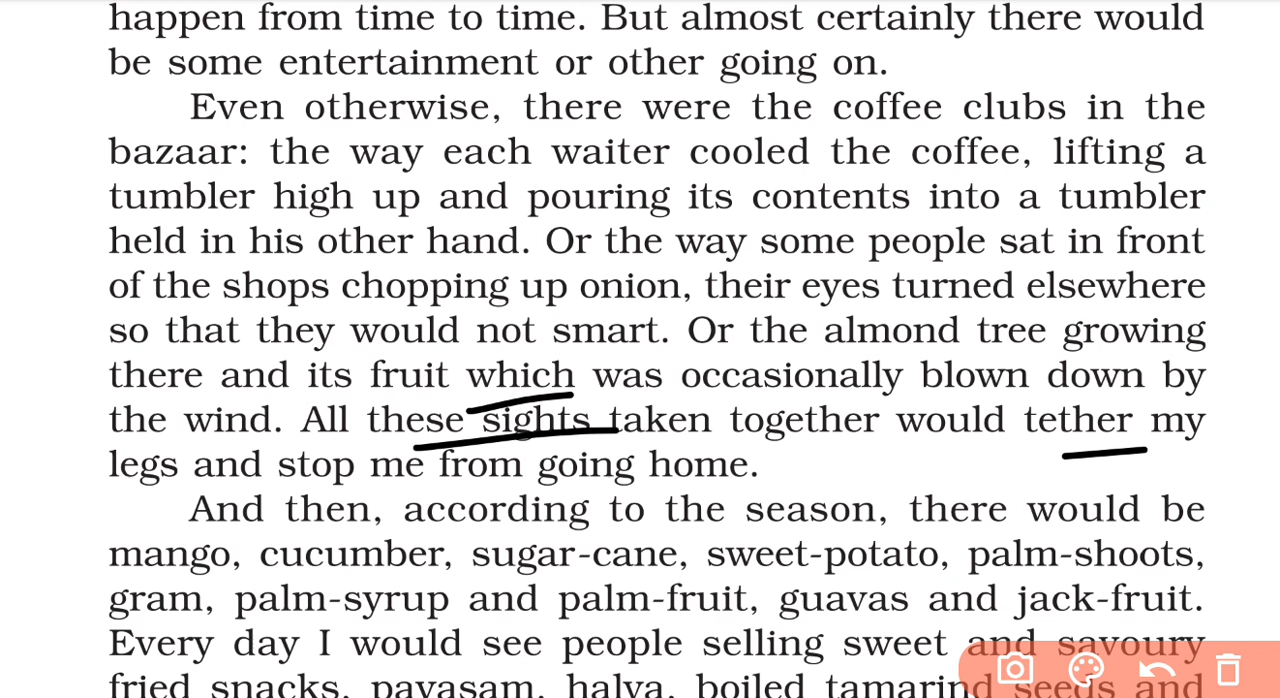 happen from time to time. But almost certainly there would
be some entertainment or other going on.
Even otherwise, there were the coffee clubs in the
bazaar: the way each waiter cooled the coffee, lifting a
tumbler high up and pouring its contents into a tumbler
held in his other hand. Or the way some people sat in front
of the shops chopping up onion, their eyes turned elsewhere
so that they would not smart. Or the almond tree growing
there and its fruit which was occasionally blown down by
the wind. All these sights taken together would tether my
legs and stop me from going home.
And then, according to the season, there would be
mango, cucumber, sugar-cane, sweet-potato, palm-shoots,
gram, palm-syrup and palm-fruit, guavas and jack-fruit.
Every day I would see people selling sweet and savoury
fried snacks, payasam, halva, boiled tamarind seeds and